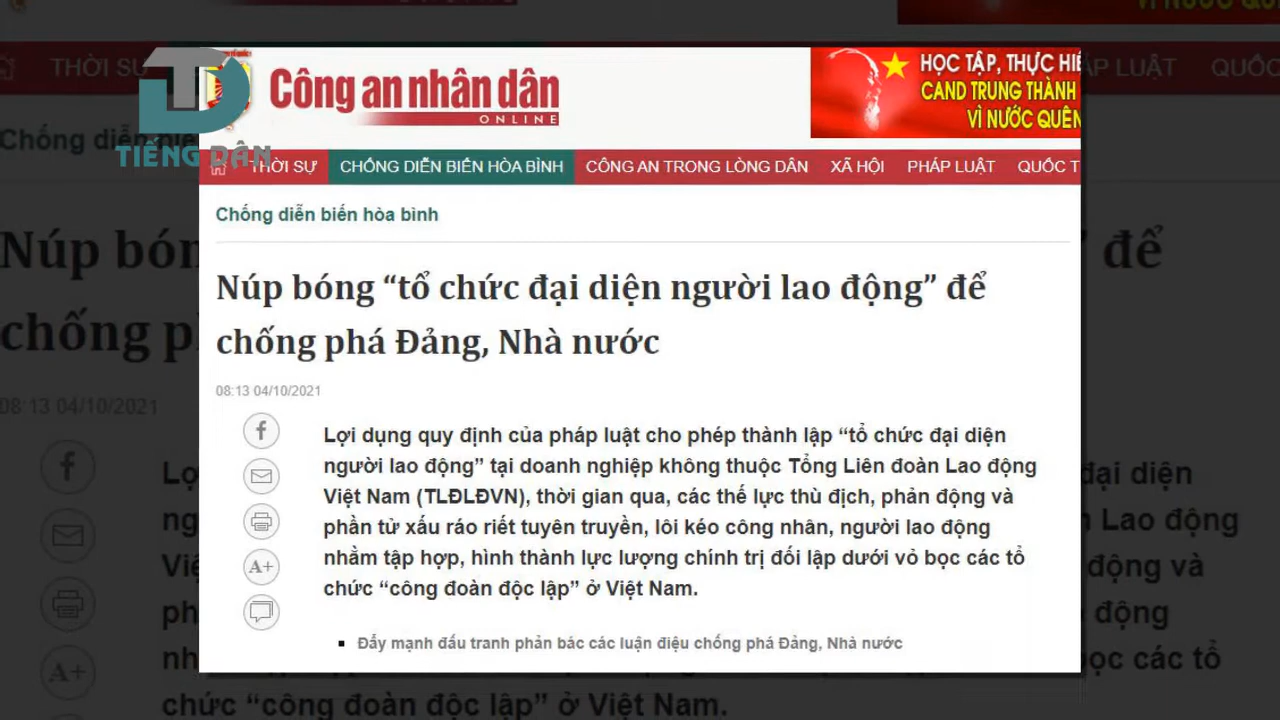 TD
TIẾNG DÂN
Công an nhân dân
ONLINE
HỌC TẬP, THỰC HIỆ
CAND TRUNG THÀNH
VÌ NƯỚC QUÊN
THỜI SỰ CHỐNG DIỄN BIẾN HÒA BÌNH CÔNG AN TRONG LÒNG DÂN XÃ HỘI PHÁP LUẬT QUỐC T
Chống diễn biến hòa bình
Núp bóng “tổ chức đại diện người lao động” để
chống phá Đảng, Nhà nước
08:13 04/10/2021
Lợi dụng quy định của pháp luật cho phép thành lập “tổ chức đại diện
người lao động” tại doanh nghiệp không thuộc Tổng Liên đoàn Lao động
Việt Nam (TLĐLĐVN), thời gian qua, các thế lực thù địch, phản động và
phần tử xấu ráo riết tuyên truyền, lôi kéo công nhân, người lao động
nhằm tập hợp, hình thành lực lượng chính trị đối lập dưới vỏ bọc các tổ
chức “công đoàn độc lập” ở Việt Nam.
A+
Đẩy mạnh đấu tranh phản bác các luận điệu chống phá Đảng, Nhà nước